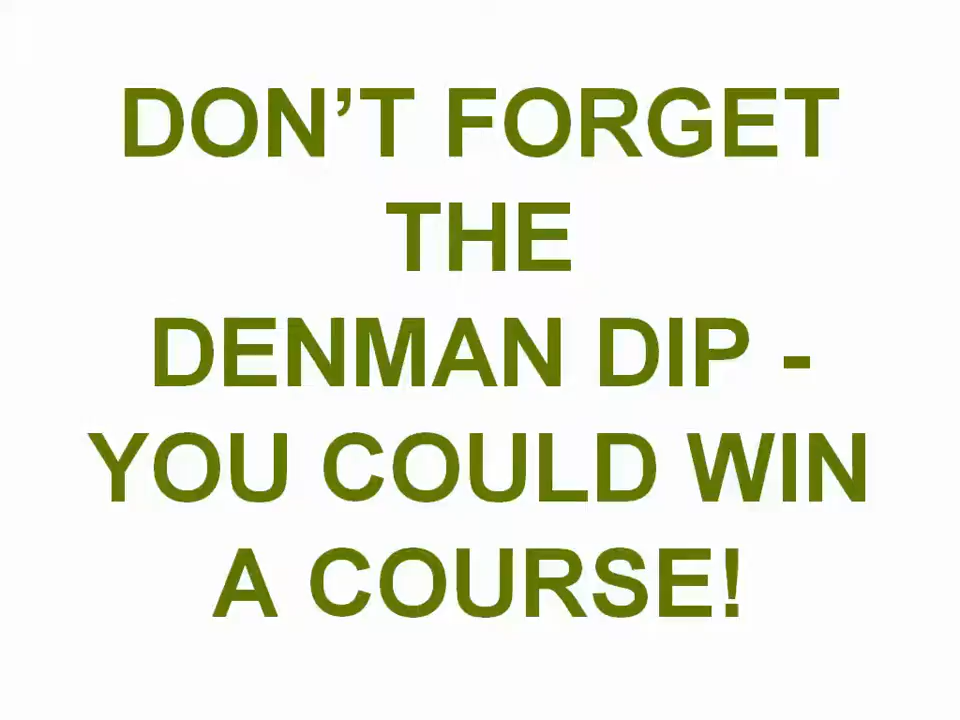 DON’T FORGET
THE
DENMAN DIP -
YOU COULD WIN
A COURSE!